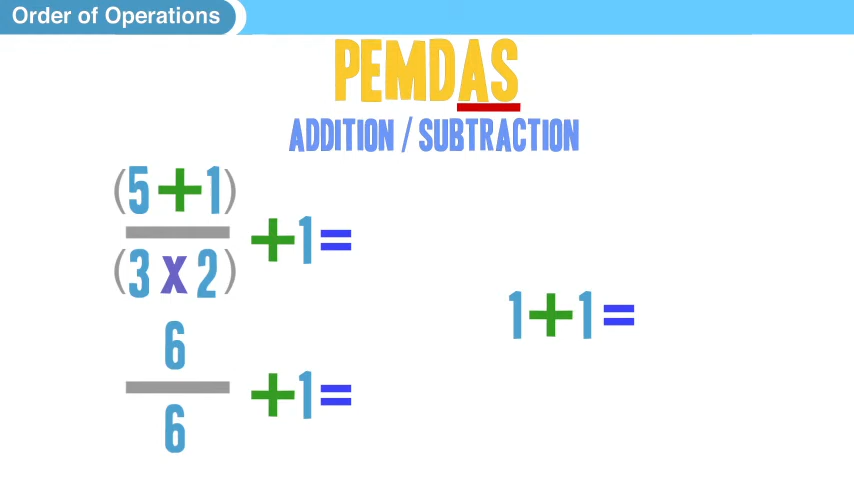 Order of Operations
PEMDAS
ADDITION / SUBTRACTION
(5+1)
(3 x 2)
+1=
6
6
+1=
1+1=